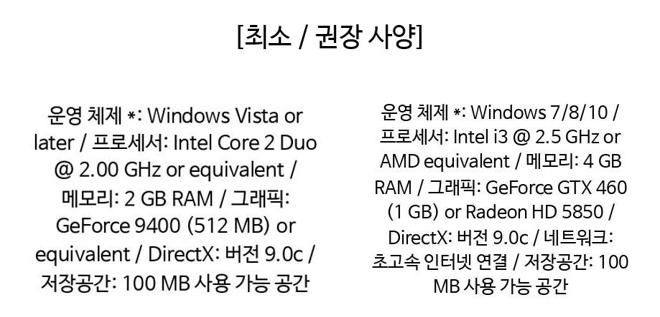 [최소 / 권장 사양]
운영 체제 *: Windows Vista or
later / 프로세서: Intel Core 2 Duo
@ 2.00 GHz or equivalent /
메모리: 2 GB RAM / 그래픽:
GeForce 9400 (512 MB) or
equivalent / DirectX: 버전 9.0c /
저장공간: 100 MB 사용 가능 공간
운영 체제 *: Windows 7/8/10 /
프로세서: Intel i3 @ 2.5 GHz or
AMD equivalent / 메모리: 4 GB
RAM / 그래픽: GeForce GTX 460
(1 GB) or Radeon HD 5850 /
DirectX: 버전 9.0c / 네트워크:
초고속 인터넷 연결 / 저장공간: 100
MB 사용 가능 공간